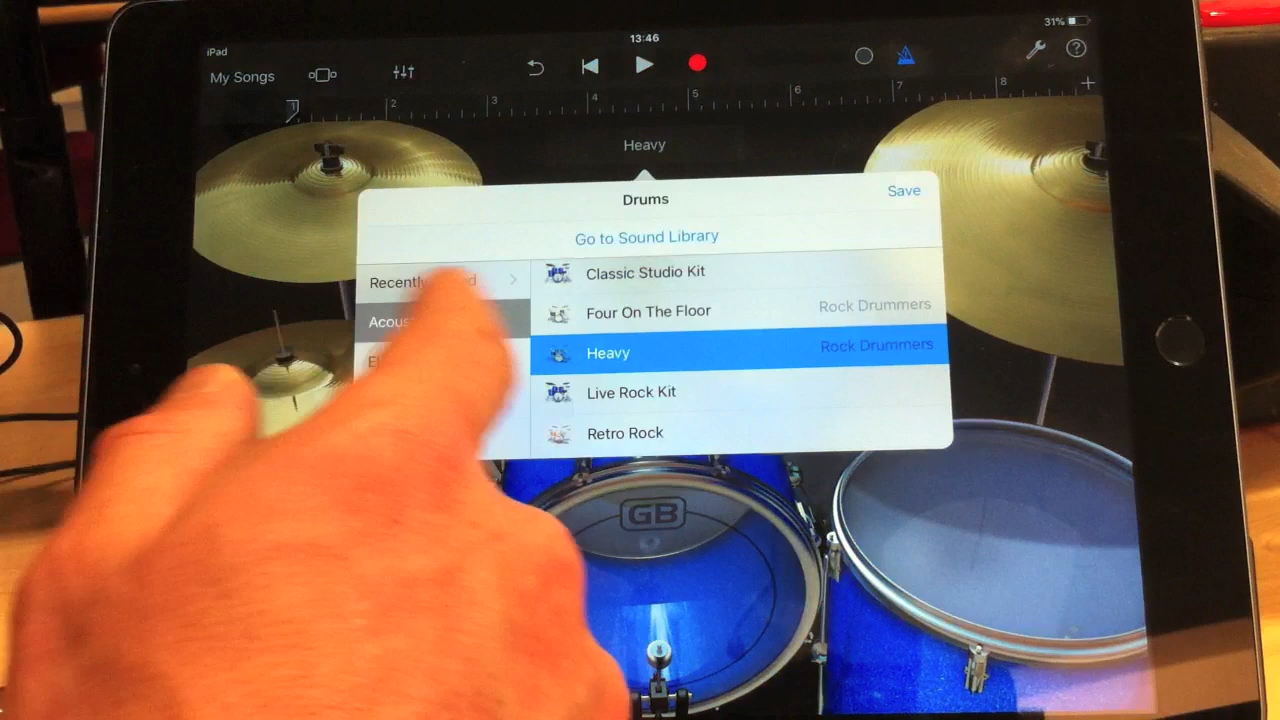 iPad
13:46
31%
My Songs
1 2 3 4 5 6 7 8 +
Heavy
Drums
Save
Go to Sound Library
Classic Studio Kit
Four On The Floor Rock Drummers
Heavy Rock Drummers
Live Rock Kit
Retro Rock
GB